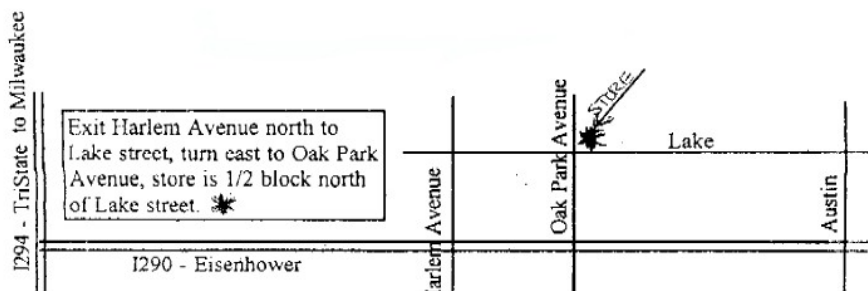 I294 - TriState to Milwaukee
Exit Harlem Avenue north to
Lake street, turn east to Oak Park
Avenue, store is 1/2 block north
of Lake street.
STORE
Lake
Oak Park Avenue
Harlem Avenue
Austin
I290 - Eisenhower